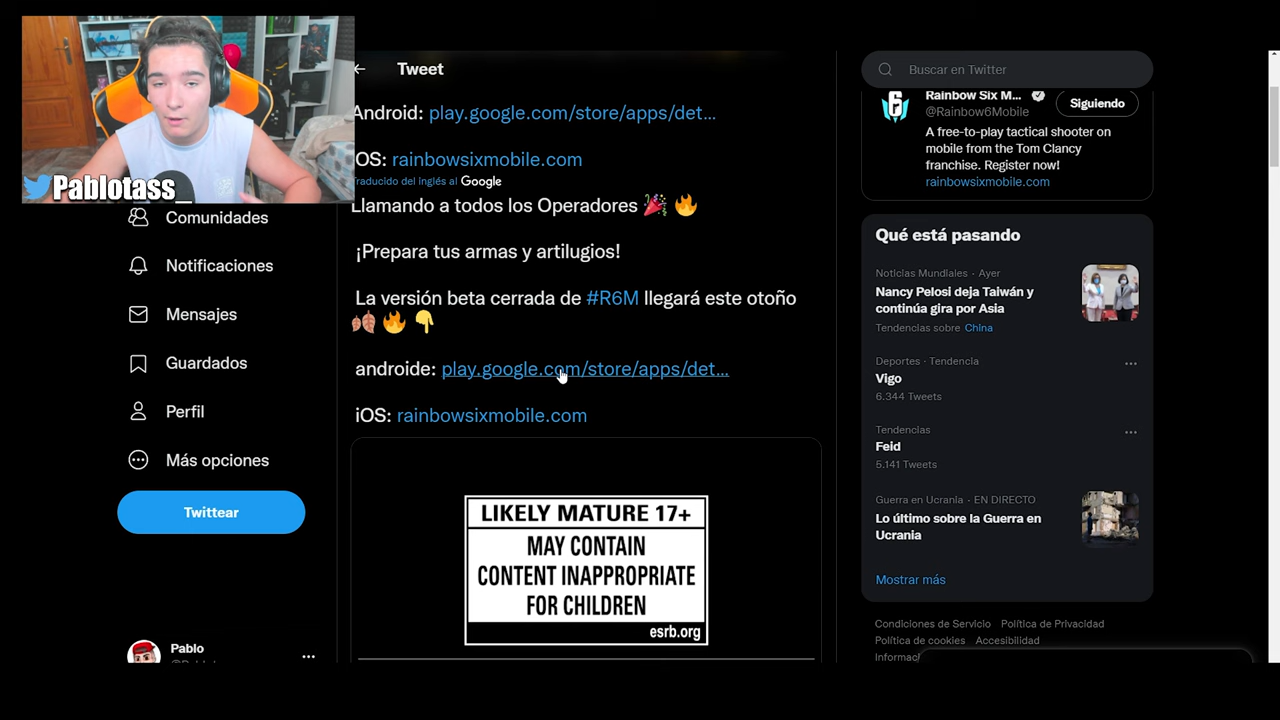 Pablotass_
Comunidades
Notificaciones
Mensajes
Guardados
Perfil
Más opciones
Twittear
Pablo
Tweet
Android: play.google.com/store/apps/det...
iOS: rainbowsixmobile.com
Traducido del inglés al Google
Llamando a todos los Operadores 🎉 🔥
¡Prepara tus armas y artilugios!
La versión beta cerrada de #R6M llegará este otoño
🍂 🔥 👇
androide: play.google.com/store/apps/det...
iOS: rainbowsixmobile.com
LIKELY MATURE 17+
MAY CONTAIN
CONTENT INAPPROPRIATE
FOR CHILDREN
esrb.org
Buscar en Twitter
Rainbow Six M...
@Rainbow6Mobile
Siguiendo
A free-to-play tactical shooter on
mobile from the Tom Clancy
franchise. Register now!
rainbowsixmobile.com
Qué está pasando
Noticias Mundiales · Ayer
Nancy Pelosi deja Taiwán y
continúa gira por Asia
Tendencias sobre China
Deportes · Tendencia
Vigo
6.344 Tweets
Tendencias
Feid
5.141 Tweets
Guerra en Ucrania · EN DIRECTO
Lo último sobre la Guerra en
Ucrania
Mostrar más
Condiciones de Servicio Política de Privacidad
Política de cookies Accesibilidad